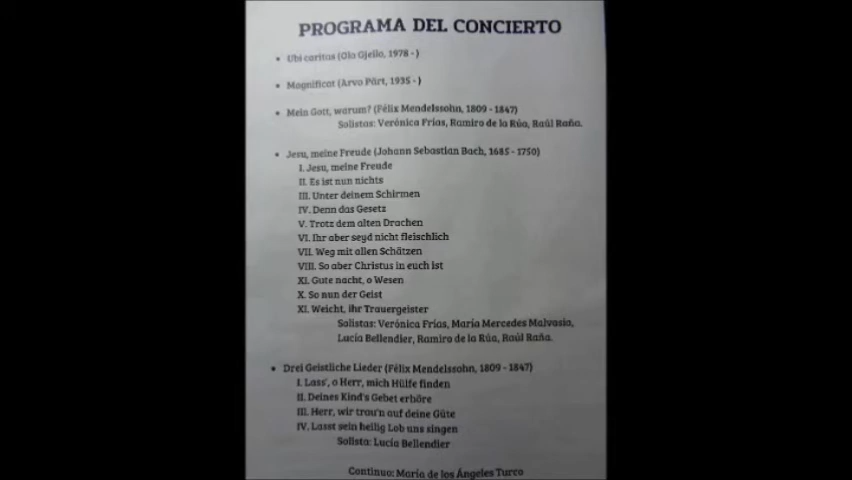 PROGRAMA DEL CONCIERTO
• Ubi caritas (Ola Gjeilo, 1978 - )
• Magnificat (Arvo Pärt, 1935 - )
• Mein Gott, warum? (Félix Mendelssohn, 1809 - 1847)
Solistas: Verónica Frías, Ramiro de la Rúa, Raúl Raña.
• Jesu, meine Freude (Johann Sebastian Bach, 1685 - 1750)
I. Jesu, meine Freude
II. Es ist nun nichts
III. Unter deinem Schirmen
IV. Denn das Gesetz
V. Trotz dem alten Drachen
VI. Ihr aber seyd nicht fleischlich
VII. Weg mit allen Schätzen
VIII. So aber Christus in euch ist
XI. Gute nacht, o Wesen
X. So nun der Geist
XI. Weicht, ihr Trauergeister
Solistas: Verónica Frías, María Mercedes Malvasio,
Lucía Bellendier, Ramiro de la Rúa, Raúl Raña.
• Drei Geistliche Lieder (Félix Mendelssohn, 1809 - 1847)
I. Lass', o Herr, mich Hülfe finden
II. Deines Kind's Gebet erhöre
III. Herr, wir trau'n auf deine Güte
IV. Lasst sein heilig Lob uns singen
Solista: Lucía Bellendier
Continuo: María de los Ángeles Turco